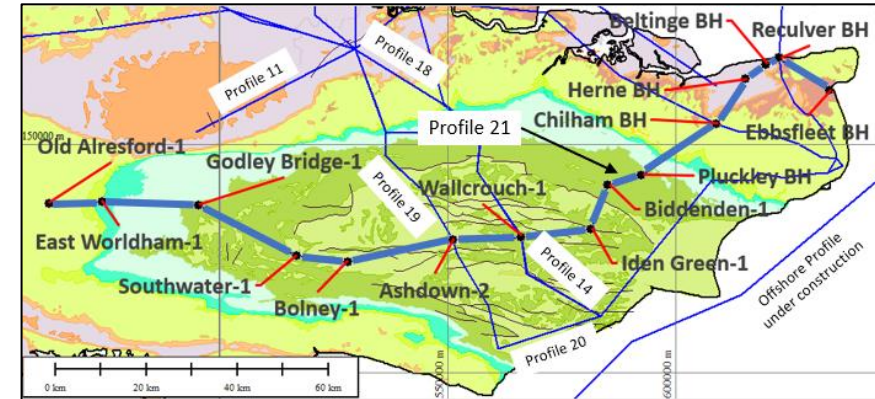 Beltinge BH
Reculver BH
Profile 11
Profile 18
Herne BH
Chilham BH
Ebbsfleet BH
Profile 21
150000 m
Old Alresford-1
Godley Bridge-1
Profile 19
Wallcrouch-1
Pluckley BH
Biddenden-1
East Worldham-1
Southwater-1
Bolney-1
Ashdown-2
Profile 14
Iden Green-1
Offshore Profile
under construction
Profile 20
550000 m
600000 m
0 km
20 km
40 km
60 km